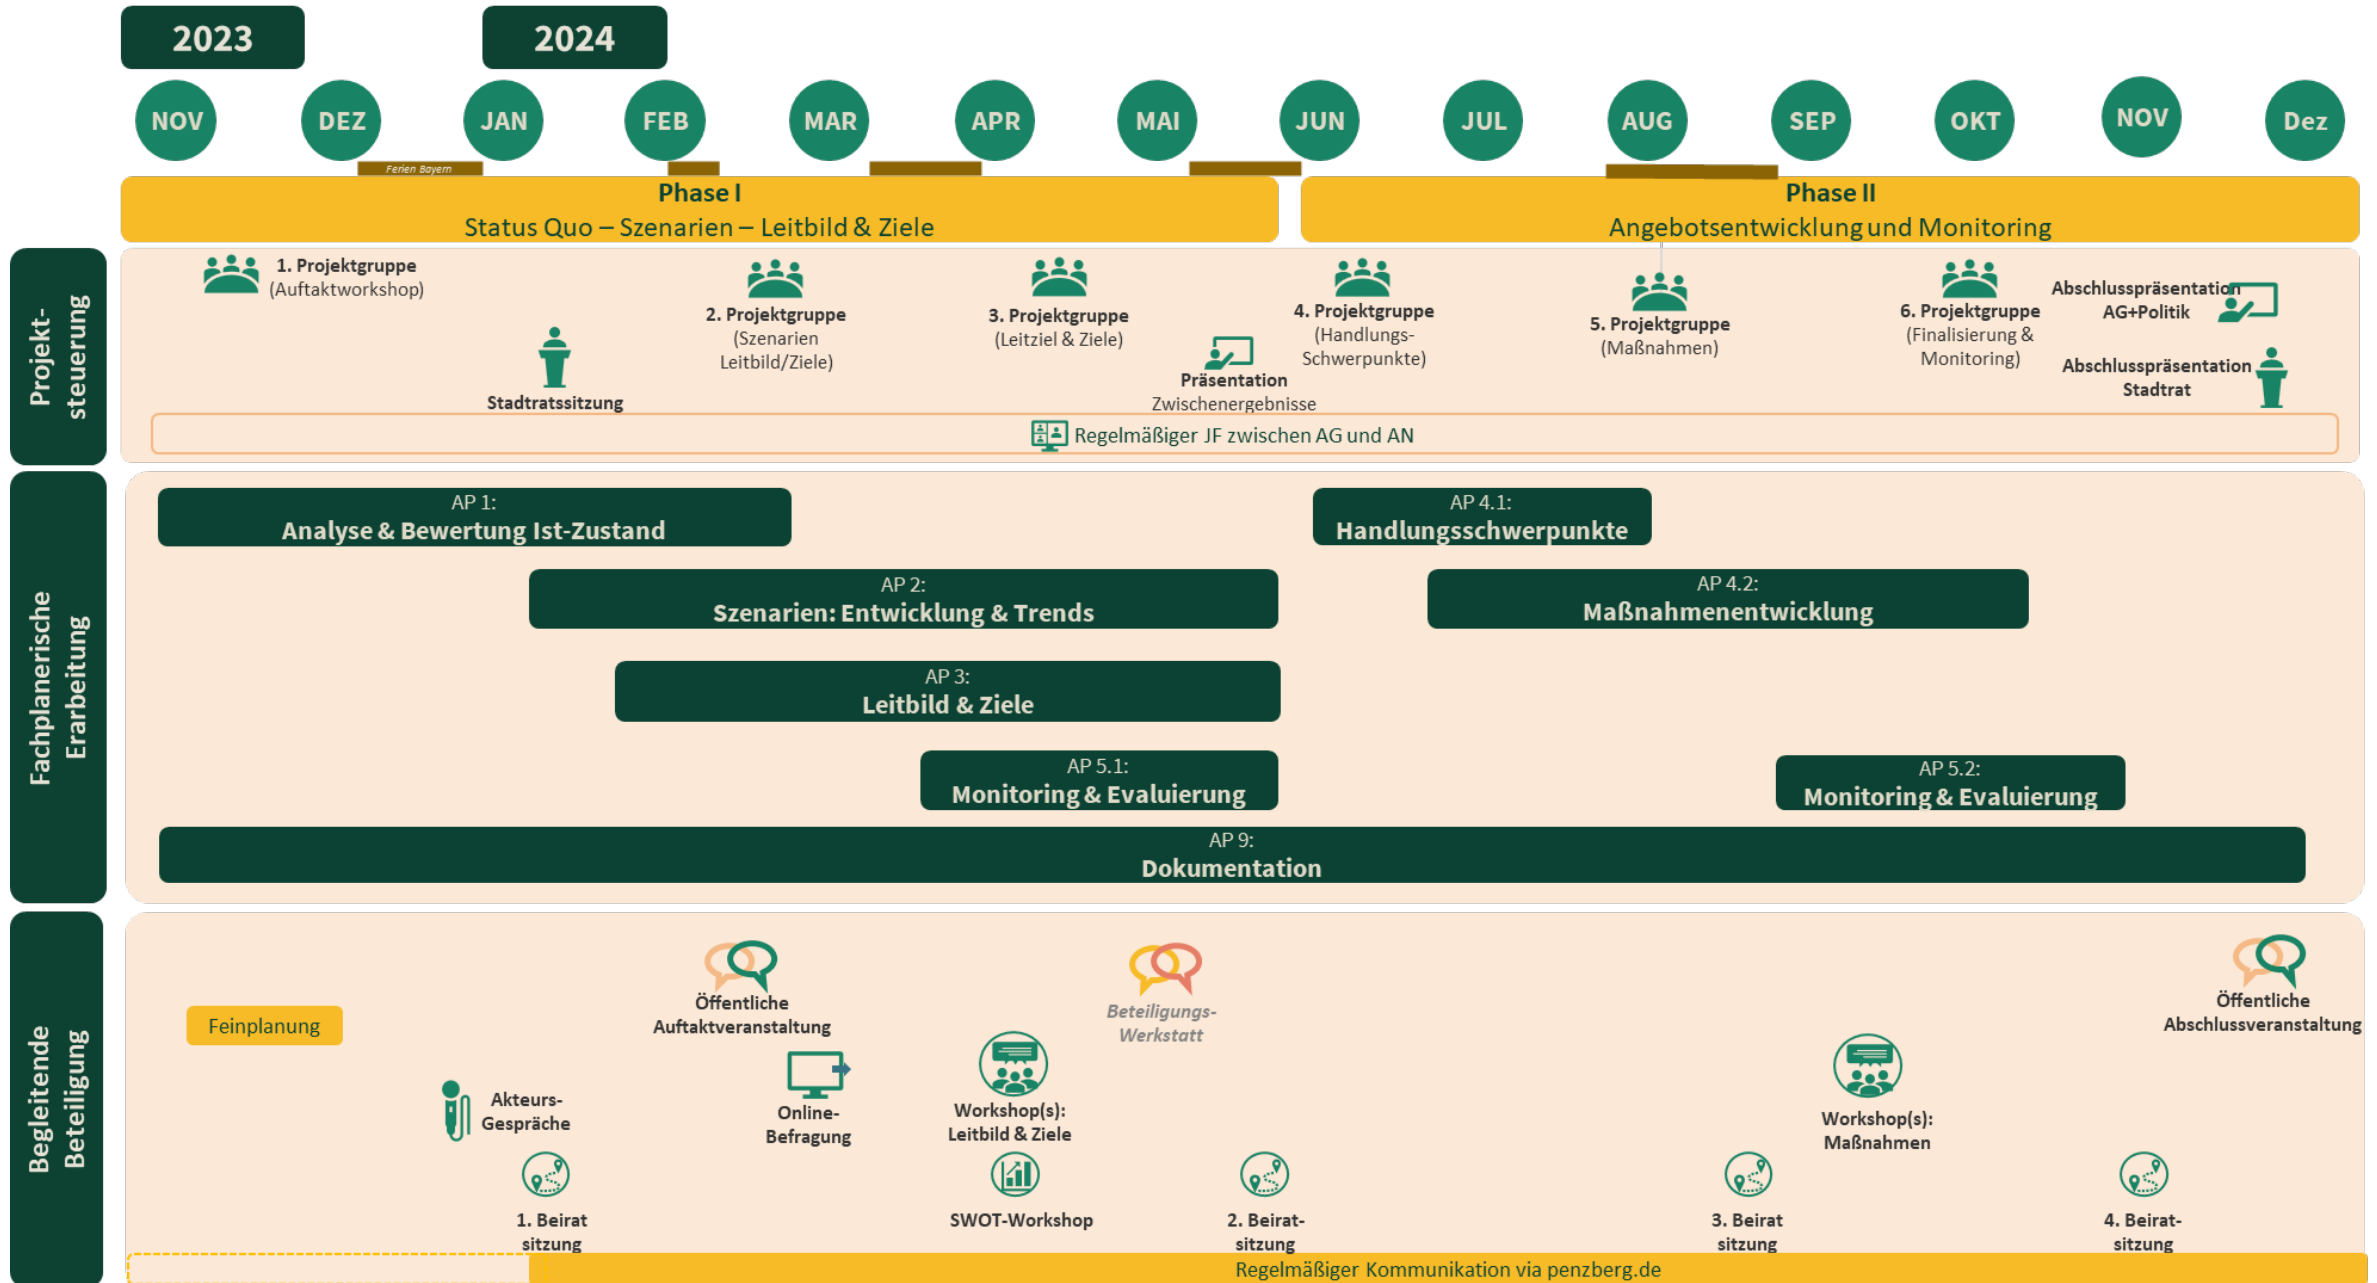 2023
2024
NOV
DEZ
JAN
FEB
MAR
APR
MAI
JUN
JUL
AUG
SEP
OKT
NOV
Dez
Ferien Bayern
Phase I
Status Quo – Szenarien – Leitbild & Ziele
Phase II
Angebotsentwicklung und Monitoring
Projekt-
steuerung
1. Projektgruppe
(Auftaktworkshop)
Stadtratssitzung
2. Projektgruppe
(Szenarien
Leitbild/Ziele)
3. Projektgruppe
(Leitziel & Ziele)
Präsentation
Zwischenergebnisse
4. Projektgruppe
(Handlungs-
Schwerpunkte)
5. Projektgruppe
(Maßnahmen)
6. Projektgruppe
(Finalisierung &
Monitoring)
Abschlusspräsentation
AG+Politik
Abschlusspräsentation
Stadtrat
Regelmäßiger JF zwischen AG und AN
Fachplanerische
Erarbeitung
AP 1:
Analyse & Bewertung Ist-Zustand
AP 4.1:
Handlungsschwerpunkte
AP 2:
Szenarien: Entwicklung & Trends
AP 4.2:
Maßnahmenentwicklung
AP 3:
Leitbild & Ziele
AP 5.1:
Monitoring & Evaluierung
AP 5.2:
Monitoring & Evaluierung
AP 9:
Dokumentation
Begleitende
Beteiligung
Feinplanung
Öffentliche
Auftaktveranstaltung
Beteiligungs-
Werkstatt
Öffentliche
Abschlussveranstaltung
Akteurs-
Gespräche
Online-
Befragung
Workshop(s):
Leitbild & Ziele
Workshop(s):
Maßnahmen
1. Beirat
sitzung
SWOT-Workshop
2. Beirat-
sitzung
3. Beirat
sitzung
4. Beirat-
sitzung
Regelmäßiger Kommunikation via penzberg.de